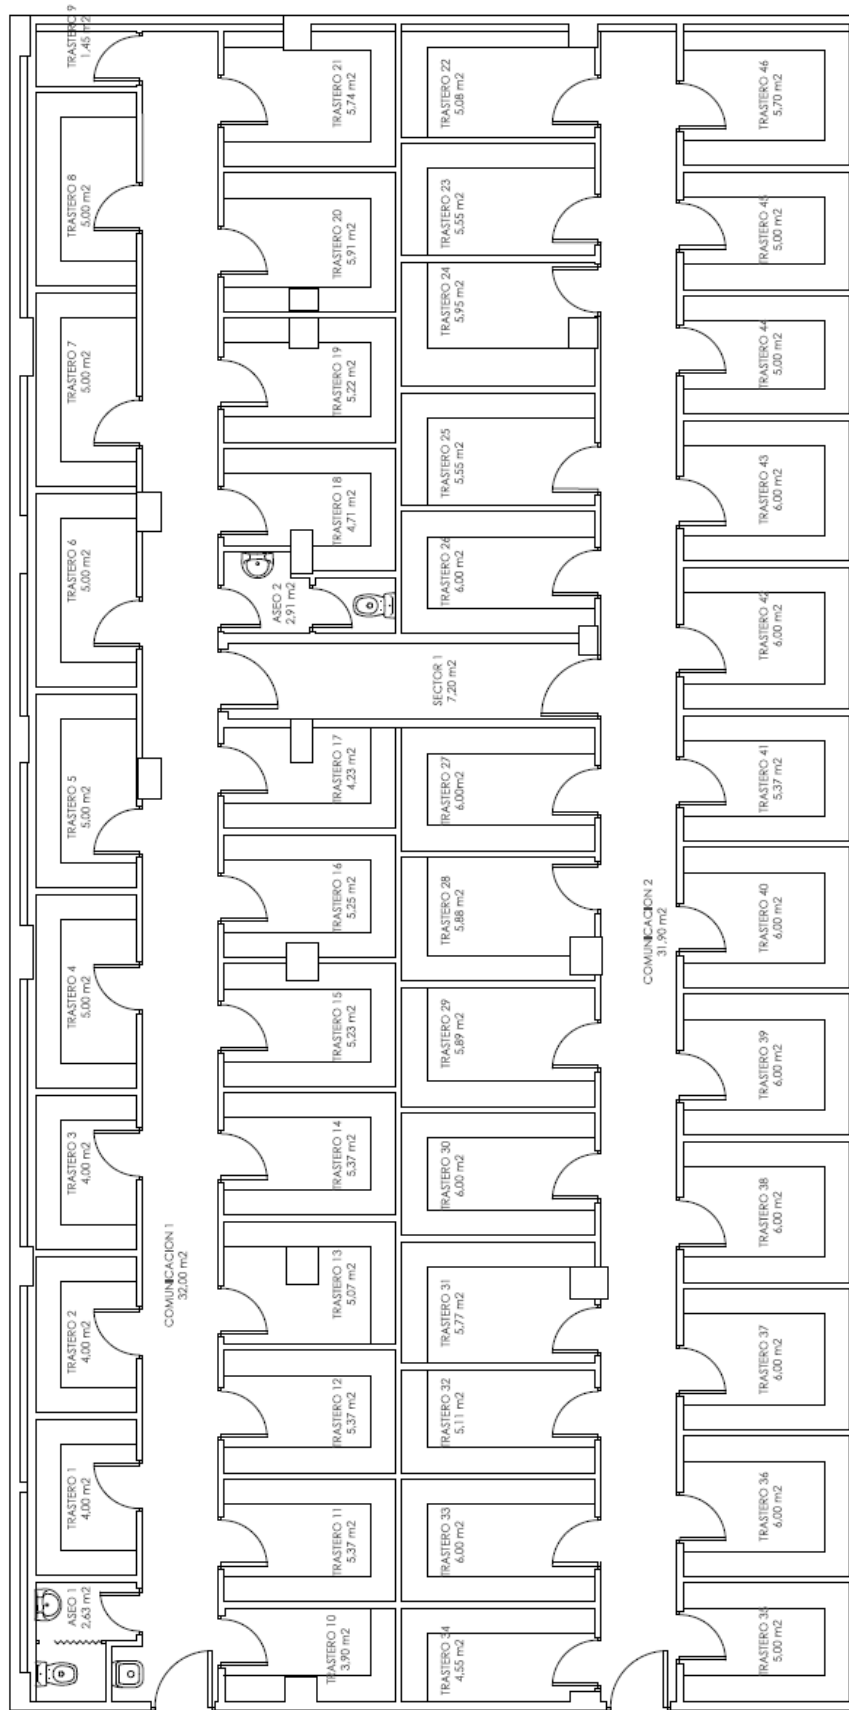 TRASTERO 9
1,45 m2
TRASTERO 8
5,00 m2
TRASTERO 7
5,00 m2
TRASTERO 6
5,00 m2
TRASTERO 5
5,00 m2
TRASTERO 4
5,00 m2
TRASTERO 3
4,00 m2
TRASTERO 2
4,00 m2
TRASTERO 1
4,00 m2
ASEO 1
2,63 m2
COMUNICACION 1
32,00 m2
TRASTERO 21
5,74 m2
TRASTERO 20
5,91 m2
TRASTERO 19
5,22 m2
TRASTERO 18
4,71 m2
ASEO 2
2,91 m2
TRASTERO 17
4,23 m2
TRASTERO 16
5,25 m2
TRASTERO 15
5,23 m2
TRASTERO 14
5,37 m2
TRASTERO 13
5,07 m2
TRASTERO 12
5,37 m2
TRASTERO 11
5,37 m2
TRASTERO 10
3,90 m2
TRASTERO 22
5,08 m2
TRASTERO 23
5,55 m2
TRASTERO 24
5,95 m2
TRASTERO 25
5,55 m2
TRASTERO 26
6,00 m2
SECTOR 1
7,20 m2
TRASTERO 27
6,00m2
TRASTERO 28
5,88 m2
TRASTERO 29
5,89 m2
TRASTERO 30
6,00 m2
TRASTERO 31
5,77 m2
TRASTERO 32
5,11 m2
TRASTERO 33
6,00 m2
TRASTERO 34
4,55 m2
COMUNICACION 2
31,90 m2
TRASTERO 46
5,70 m2
TRASTERO 45
5,00 m2
TRASTERO 44
5,00 m2
TRASTERO 43
6,00 m2
TRASTERO 42
6,00 m2
TRASTERO 41
5,37 m2
TRASTERO 40
6,00 m2
TRASTERO 39
6,00 m2
TRASTERO 38
6,00 m2
TRASTERO 37
6,00 m2
TRASTERO 36
6,00 m2
TRASTERO 35
5,00 m2